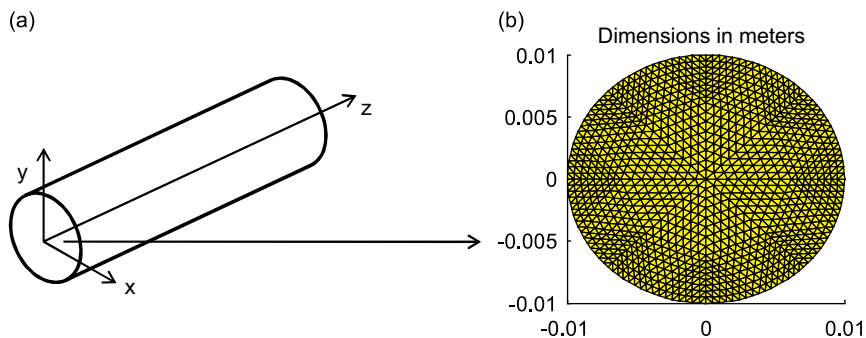 (a)
y
z
x
(b)
Dimensions in meters
0.01
0.005
0
-0.005
-0.01
-0.01 0 0.01